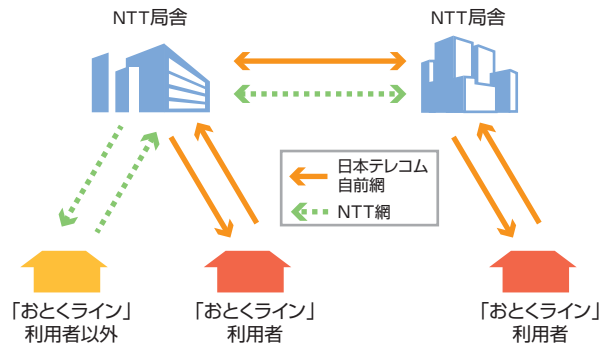 NTT局舎
NTT局舎
日本テレコム
自前網
NTT網
「おとくライン」
利用者以外
「おとくライン」
利用者
「おとくライン」
利用者